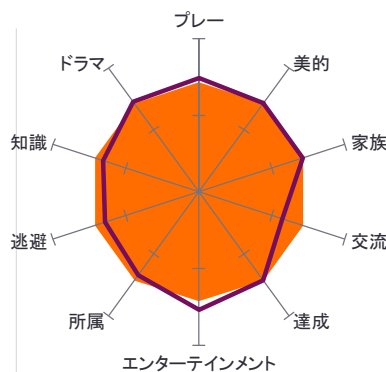 プレー
美的
家族
交流
達成
エンターテインメント
所属
逃避
知識
ドラマ